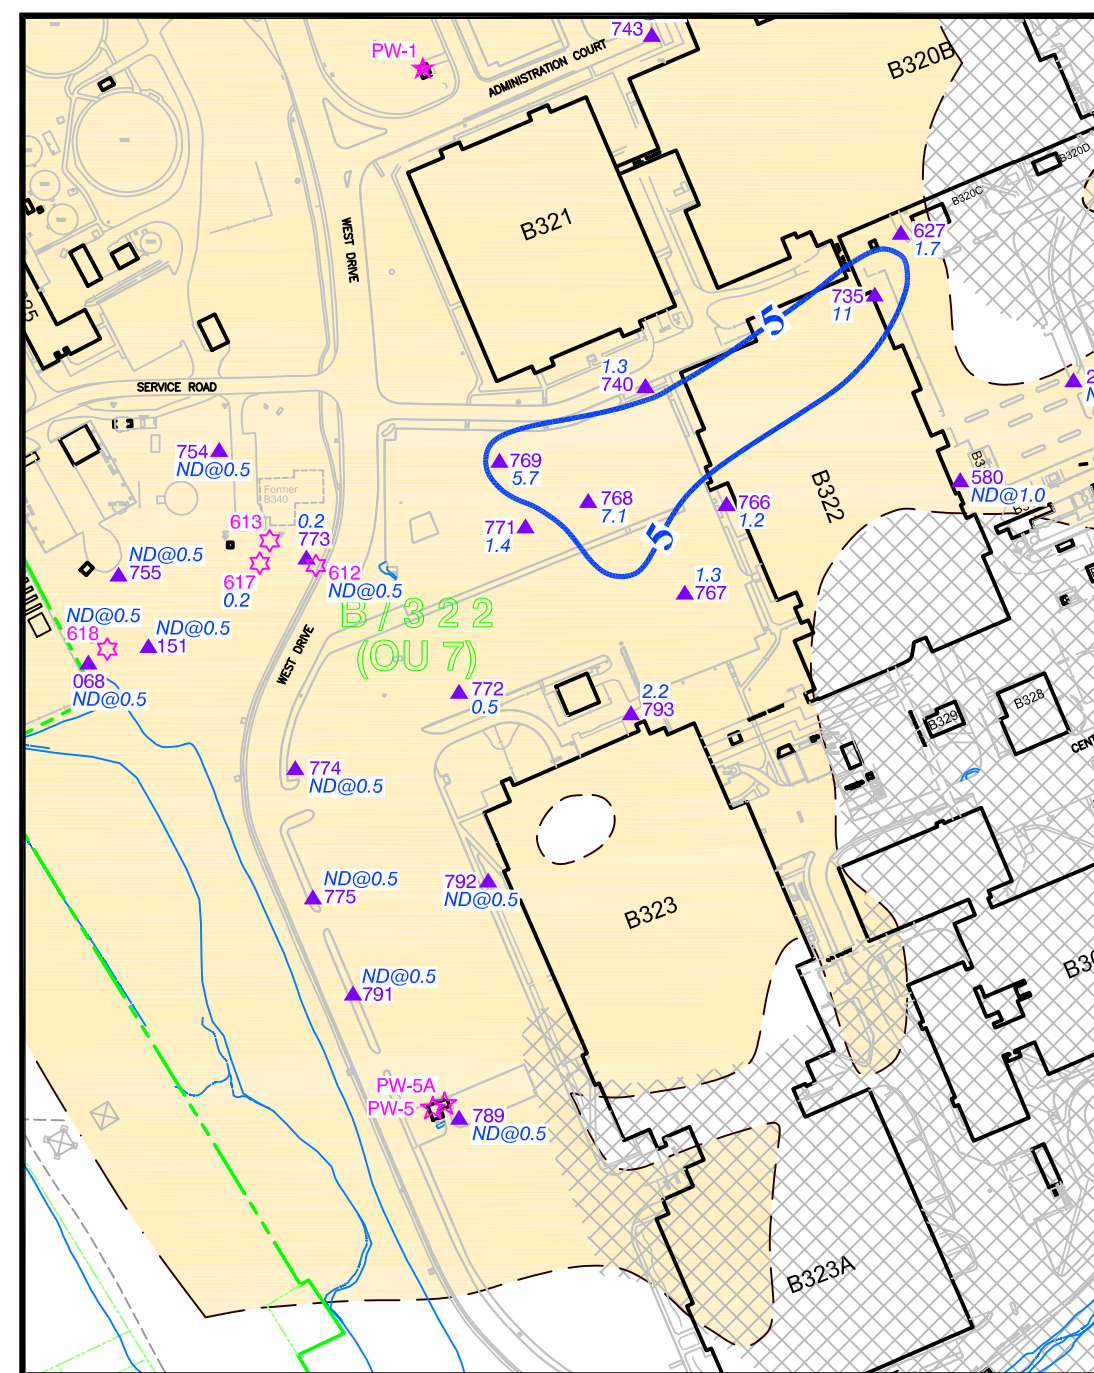 743
PW-1
ADMINISTRATION COURT
B320B
B320D
B320C
B321
WEST DRIVE
627
1.7
735
11
5
1.3
740
SERVICE ROAD
754
ND@0.5
769
5.7
768
7.1
771
1.4
766
1.2
B322
580
ND@1.0
Former
B340
613
0.2
773
612
ND@0.5
617
0.2
ND@0.5
755
5
1.3
767
ND@0.5
618
ND@0.5
151
068
ND@0.5
B / 3 2 2
(OU 7)
WEST DRIVE
772
0.5
2.2
793
B328
B329
774
ND@0.5
ND@0.5
775
792
ND@0.5
B323
ND@0.5
791
PW-5A
PW-5
789
ND@0.5
B323A